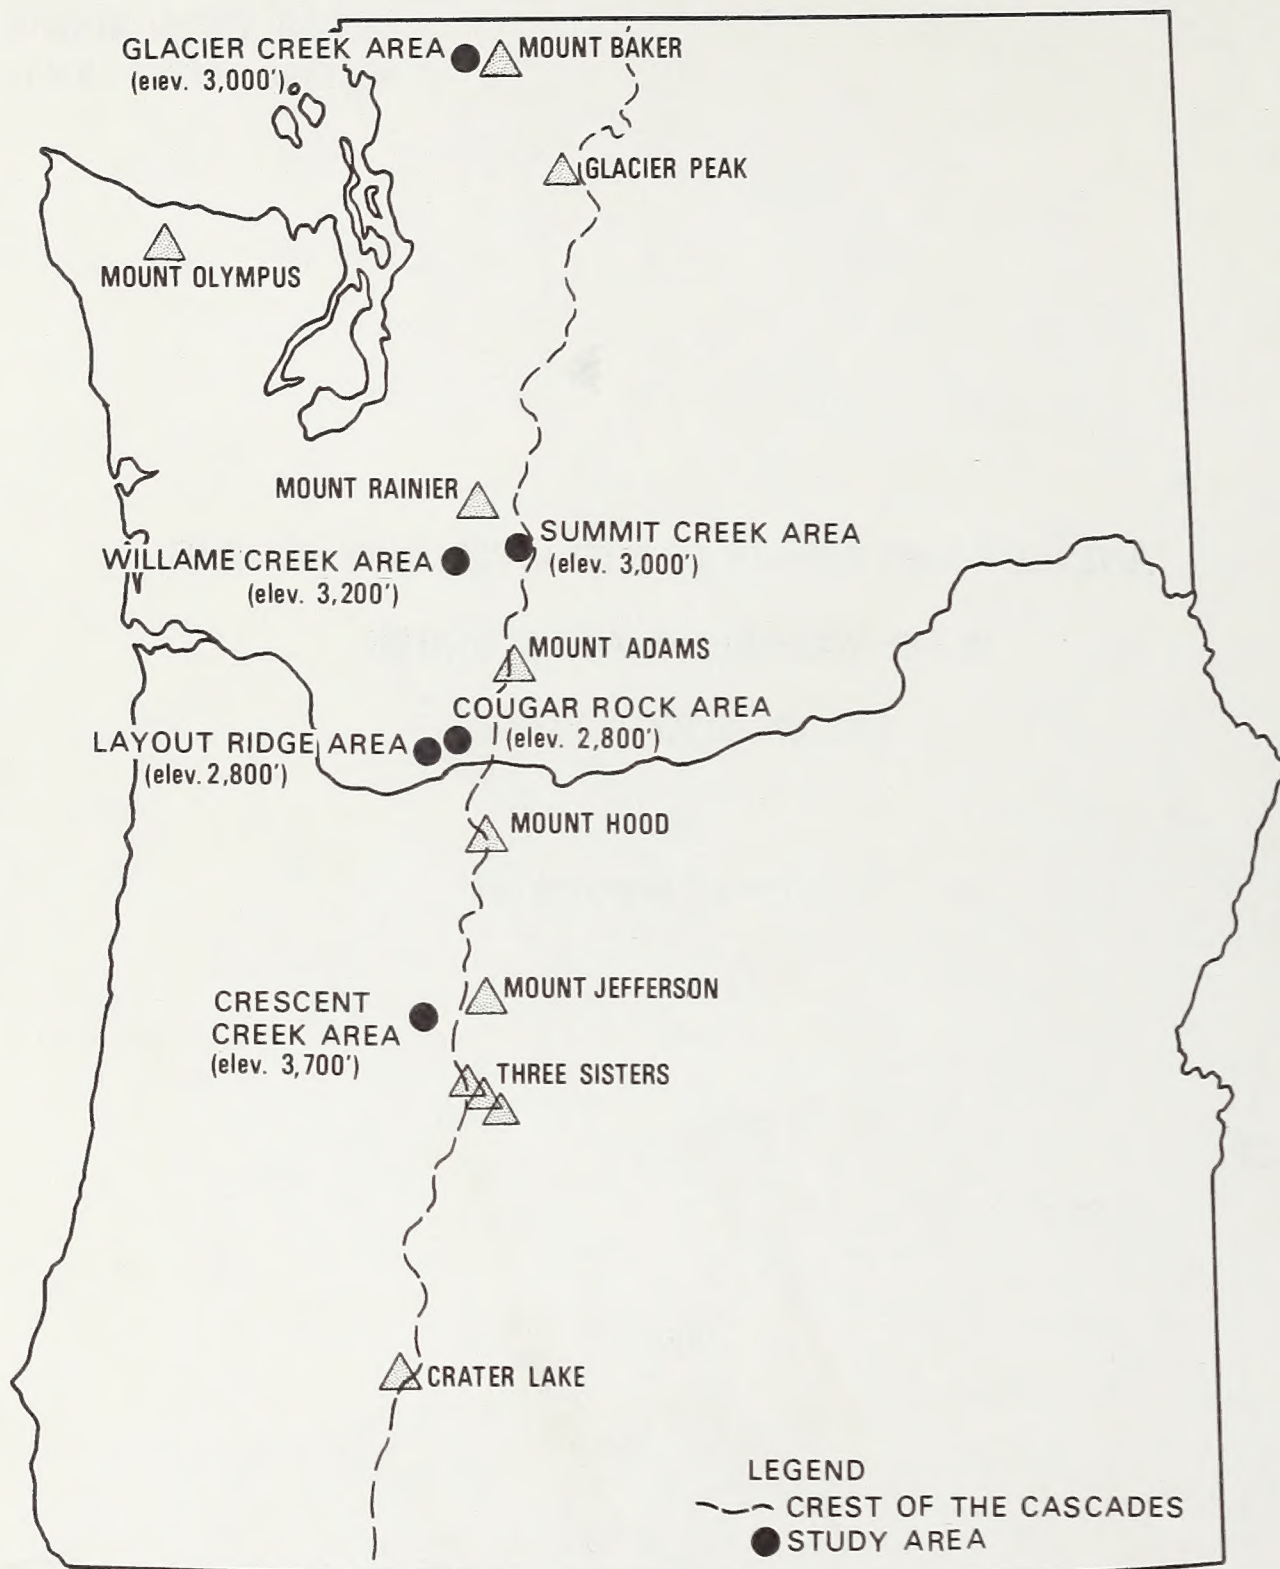 GLACIER CREEK AREA
(elev. 3,000')
MOUNT BAKER
GLACIER PEAK
MOUNT OLYMPUS
MOUNT RAINIER
SUMMIT CREEK AREA
(elev. 3,000')
WILLAME CREEK AREA
(elev. 3,200')
MOUNT ADAMS
COUGAR ROCK AREA
(elev. 2,800')
LAYOUT RIDGE AREA
(elev. 2,800')
MOUNT HOOD
MOUNT JEFFERSON
CRESCENT
CREEK AREA
(elev. 3,700')
THREE SISTERS
CRATER LAKE
LEGEND
CREST OF THE CASCADES
STUDY AREA